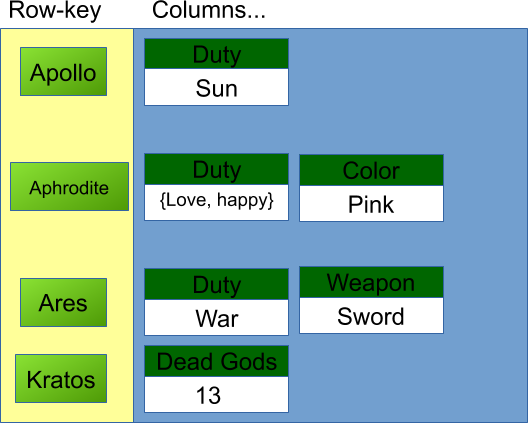 Row-key Columns...
Apollo
Duty
Sun
Aphrodite
Duty Color
{Love, happy} Pink
Ares
Duty Weapon
War Sword
Kratos
Dead Gods
13